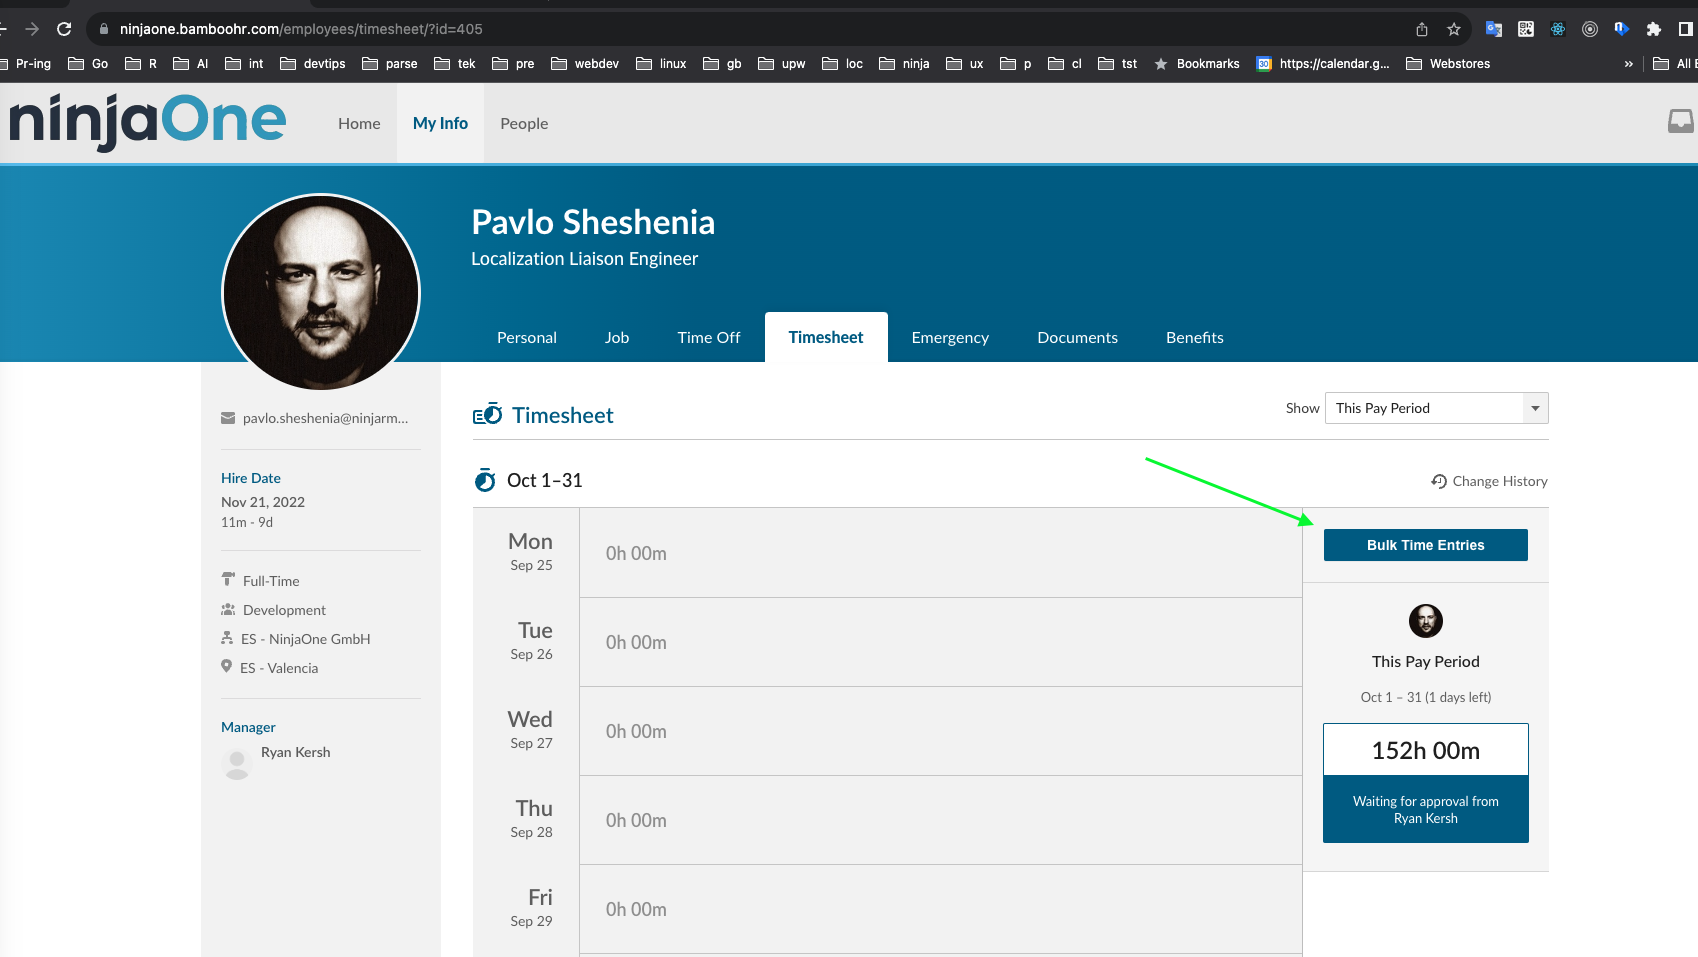 ninjaone.bamboohr.com/employees/timesheet/?id=405
Pr-ing Go R AI int devtips parse tek pre webdev linux gb upw loc ninja ux p cl tst Bookmarks 30 https://calendar.g... Webstores » All
ninjaOne Home My Info People
Pavlo Sheshenia
Localization Liaison Engineer
Personal Job Time Off Timesheet Emergency Documents Benefits
pavlo.sheshenia@ninjarm...
Hire Date
Nov 21, 2022
11m - 9d
Full-Time
Development
ES - NinjaOne GmbH
ES - Valencia
Manager
Ryan Kersh
Timesheet
Show This Pay Period
Oct 1–31
Change History
Mon
Sep 25
0h 00m
Tue
Sep 26
0h 00m
Wed
Sep 27
0h 00m
Thu
Sep 28
0h 00m
Fri
Sep 29
0h 00m
Bulk Time Entries
This Pay Period
Oct 1 – 31 (1 days left)
152h 00m
Waiting for approval from
Ryan Kersh